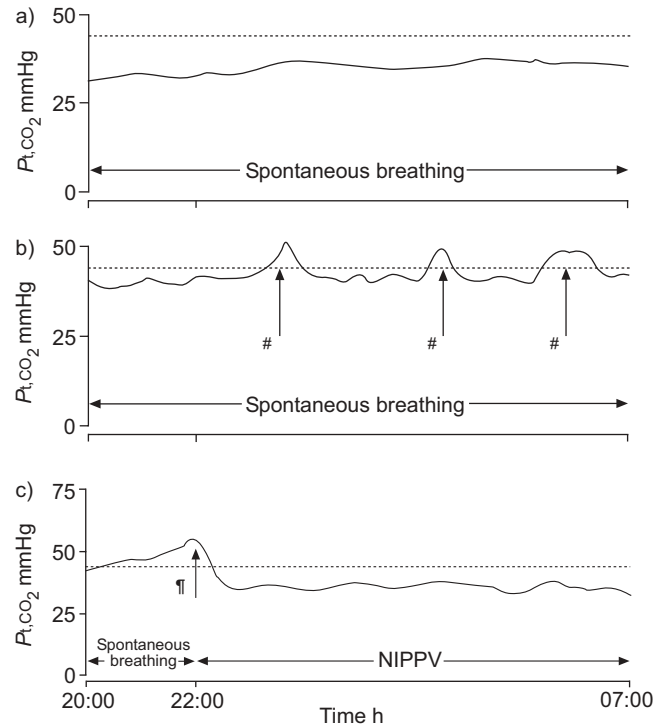 a)
50
25
0
Pt,CO2 mmHg
Spontaneous breathing
b)
50
25
0
Pt,CO2 mmHg
# # #
Spontaneous breathing
c)
75
50
25
0
Pt,CO2 mmHg
¶
Spontaneous
breathing
NIPPV
20:00 22:00 07:00
Time h